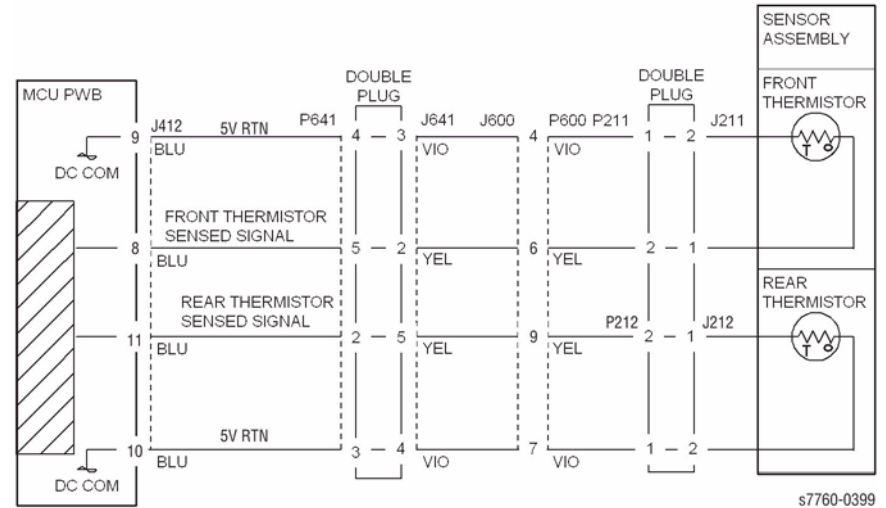 SENSOR
ASSEMBLY
MCU PWB
DOUBLE
PLUG
DOUBLE
PLUG
FRONT
THERMISTOR
9 J412 5V RTN P641 4 3 J641 J600 4 P600 P211 1 2 J211
BLU VIO VIO
T
DC COM
FRONT THERMISTOR
SENSED SIGNAL
8 5 2 6 2 1
BLU YEL YEL
REAR
THERMISTOR
REAR THERMISTOR
SENSED SIGNAL
11 2 5 9 P212 2 1 J212
BLU YEL YEL
T
5V RTN
10 3 4 7 1 2
BLU VIO VIO
DC COM
s7760-0399